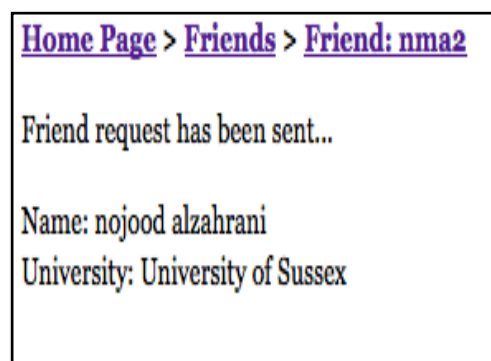 Home Page > Friends > Friend: nma2
Friend request has been sent...
Name: nojood alzahrani
University: University of Sussex